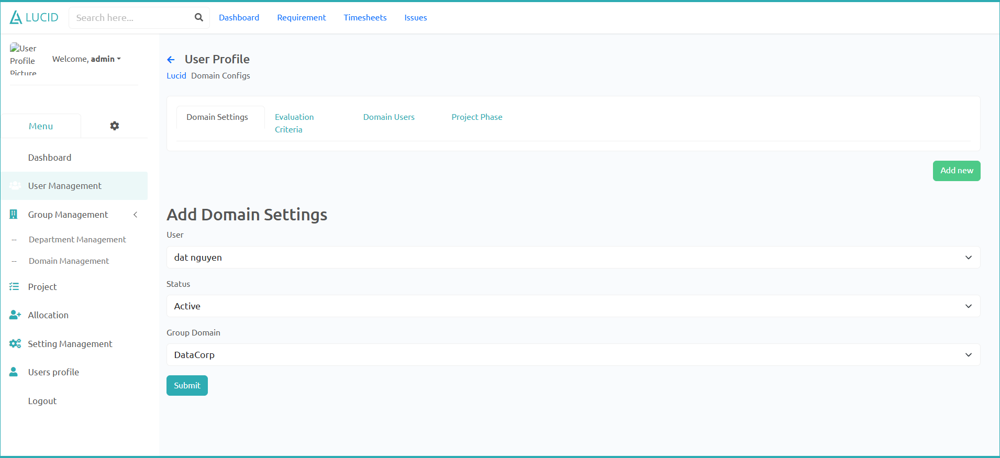 LUCID
Search here...
Dashboard
Requirement
Timesheets
Issues
User
Profile
Picture
Welcome, admin
User Profile
Lucid Domain Configs
Menu
Dashboard
User Management
Group Management
-- Department Management
-- Domain Management
Project
Allocation
Setting Management
Users profile
Logout
Domain Settings
Evaluation
Criteria
Domain Users
Project Phase
Add new
Add Domain Settings
User
dat nguyen
Status
Active
Group Domain
DataCorp
Submit